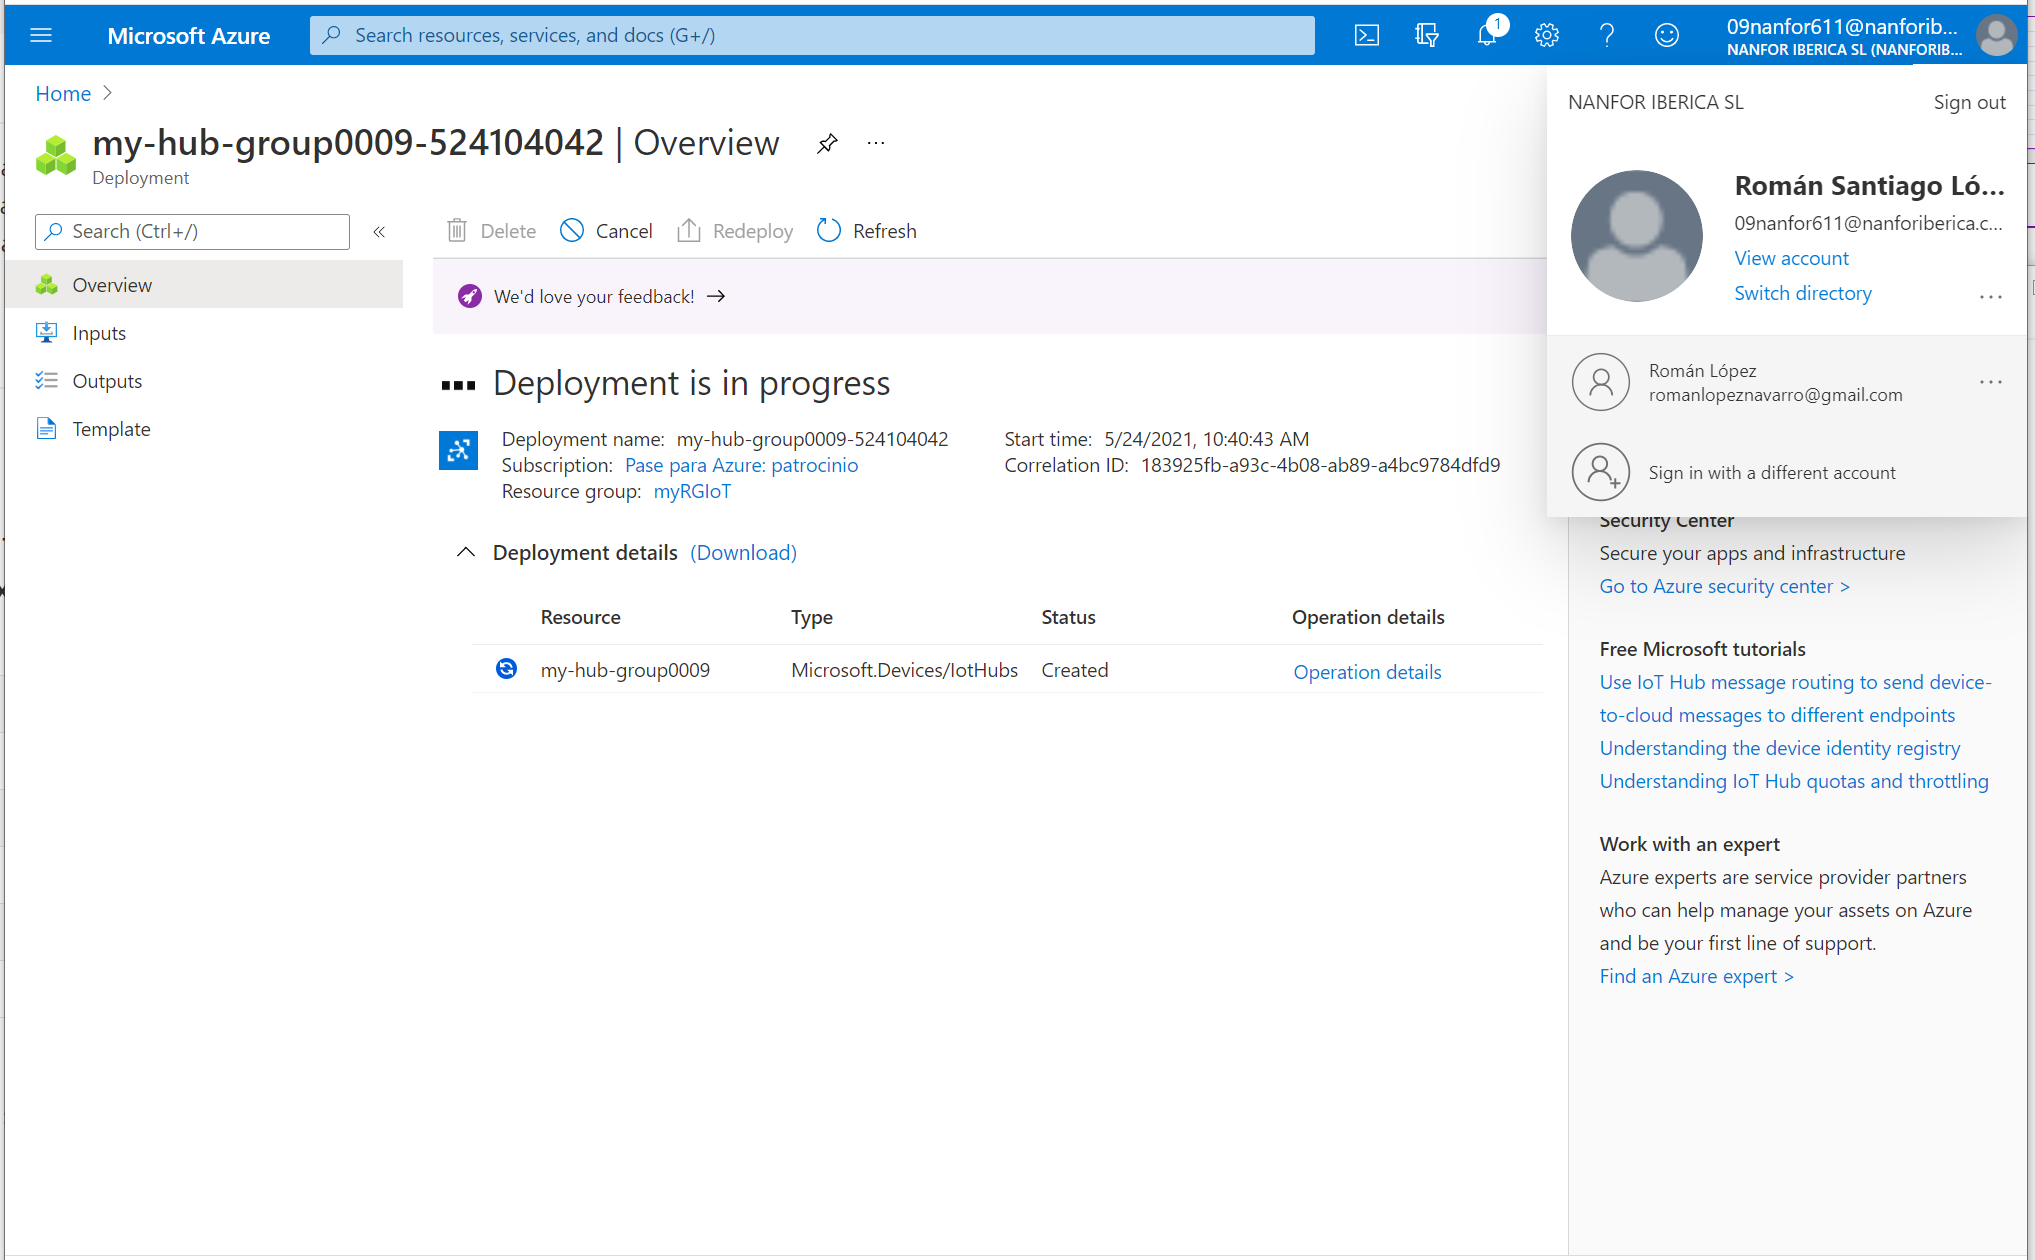 Microsoft Azure
Search resources, services, and docs (G+/)
1
09nanfor611@nanforib...
NANFOR IBERICA SL (NANFORIB...
Home
my-hub-group0009-524104042 | Overview
Deployment
Search (Ctrl+/)
Overview
Inputs
Outputs
Template
Delete
Cancel
Redeploy
Refresh
We'd love your feedback! →
Deployment is in progress
Deployment name: my-hub-group0009-524104042
Subscription: Pase para Azure: patrocinio
Resource group: myRGIoT
Start time: 5/24/2021, 10:40:43 AM
Correlation ID: 183925fb-a93c-4b08-ab89-a4bc9784dfd9
Deployment details (Download)
Resource Type Status Operation details
my-hub-group0009 Microsoft.Devices/IotHubs Created Operation details
NANFOR IBERICA SL
Sign out
Román Santiago Ló...
09nanfor611@nanforiberica.c...
View account
Switch directory
Román López
romanlopeznavarro@gmail.com
Sign in with a different account
Security Center
Secure your apps and infrastructure
Go to Azure security center >
Free Microsoft tutorials
Use IoT Hub message routing to send device-
to-cloud messages to different endpoints
Understanding the device identity registry
Understanding IoT Hub quotas and throttling
Work with an expert
Azure experts are service provider partners
who can help manage your assets on Azure
and be your first line of support.
Find an Azure expert >